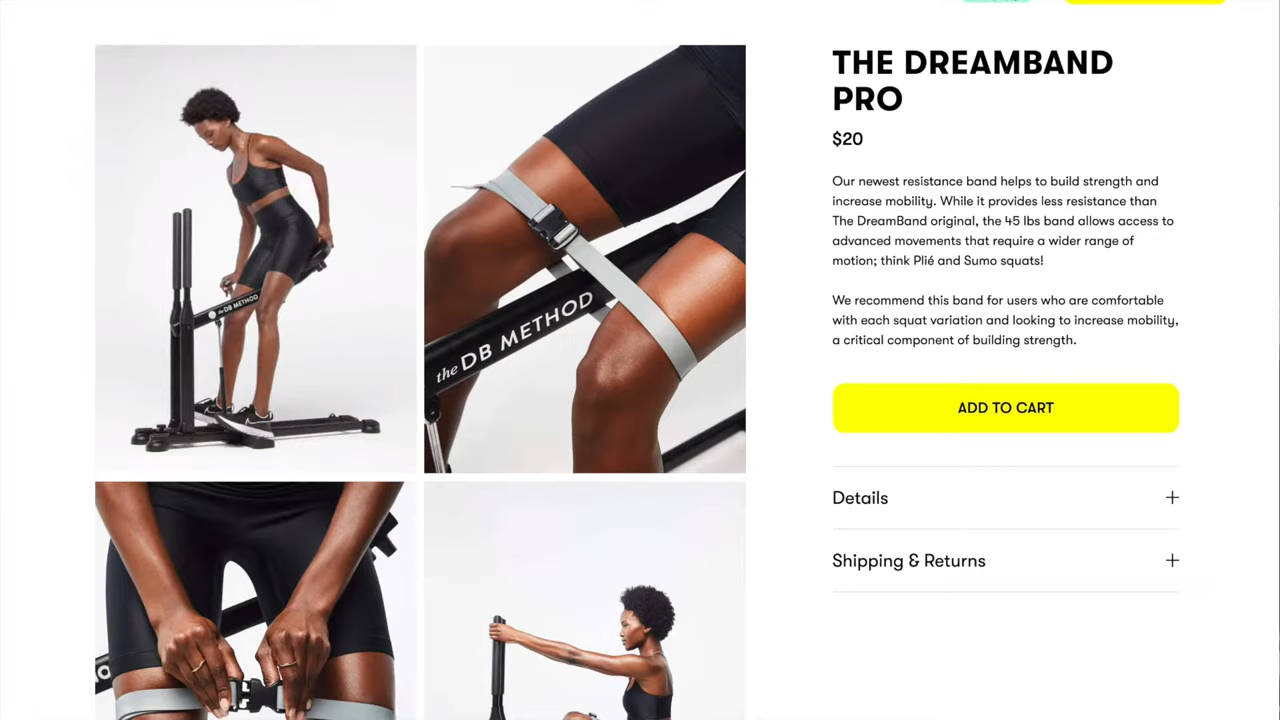 THE DREAMBAND
PRO
$20
Our newest resistance band helps to build strength and
increase mobility. While it provides less resistance than
The DreamBand original, the 45 lbs band allows access to
advanced movements that require a wider range of
motion; think Plié and Sumo squats!
We recommend this band for users who are comfortable
with each squat variation and looking to increase mobility,
a critical component of building strength.
ADD TO CART
Details
Shipping & Returns
the DB METHOD
the DB METHOD